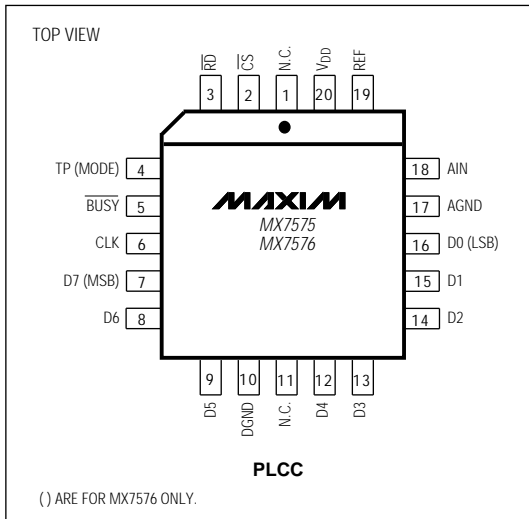 TOP VIEW
RD
CS
N.C.
VDD
REF
3
2
1
20
19
TP (MODE) 4
18 AIN
BUSY 5
17 AGND
CLK 6
16 D0 (LSB)
D7 (MSB) 7
15 D1
D6 8
14 D2
MAXIM
MX7575
MX7576
9
10
11
12
13
D5
DGND
N.C.
D4
D3
PLCC
( ) ARE FOR MX7576 ONLY.